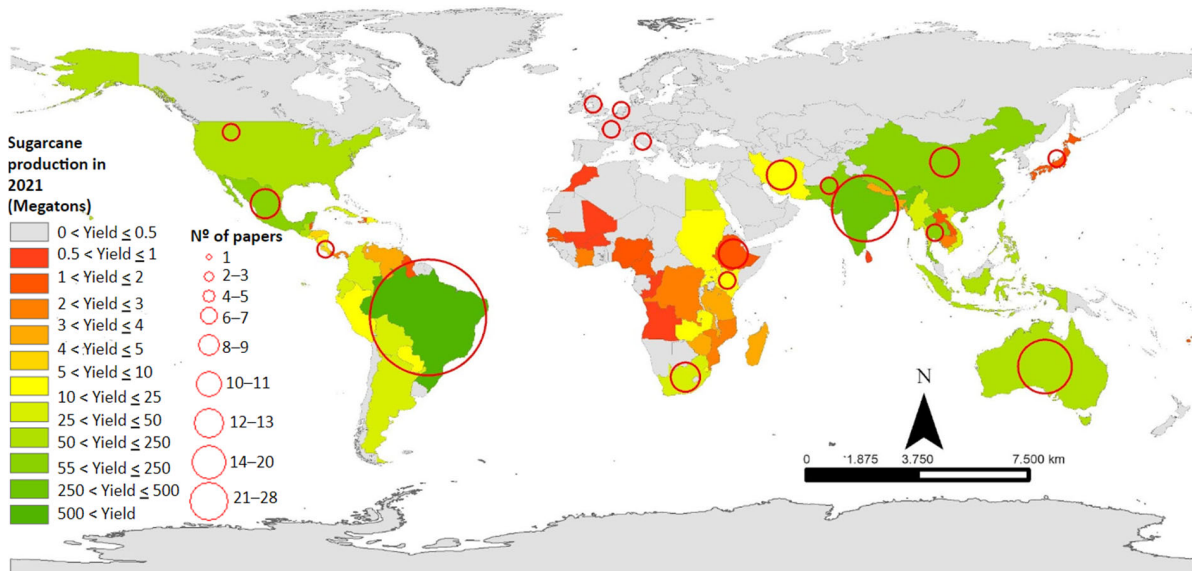 Sugarcane
production in
2021
(Megatons)
0 < Yield ≤ 0.5
0.5 < Yield ≤ 1
1 < Yield ≤ 2
2 < Yield ≤ 3
3 < Yield ≤ 4
4 < Yield ≤ 5
5 < Yield ≤ 10
10 < Yield ≤ 25
25 < Yield ≤ 50
50 < Yield ≤ 250
55 < Yield ≤ 250
250 < Yield ≤ 500
500 < Yield
Nº of papers
1
2–3
4–5
6–7
8–9
10–11
12–13
14–20
21–28
N
0 1.875 3.750 7.500 km